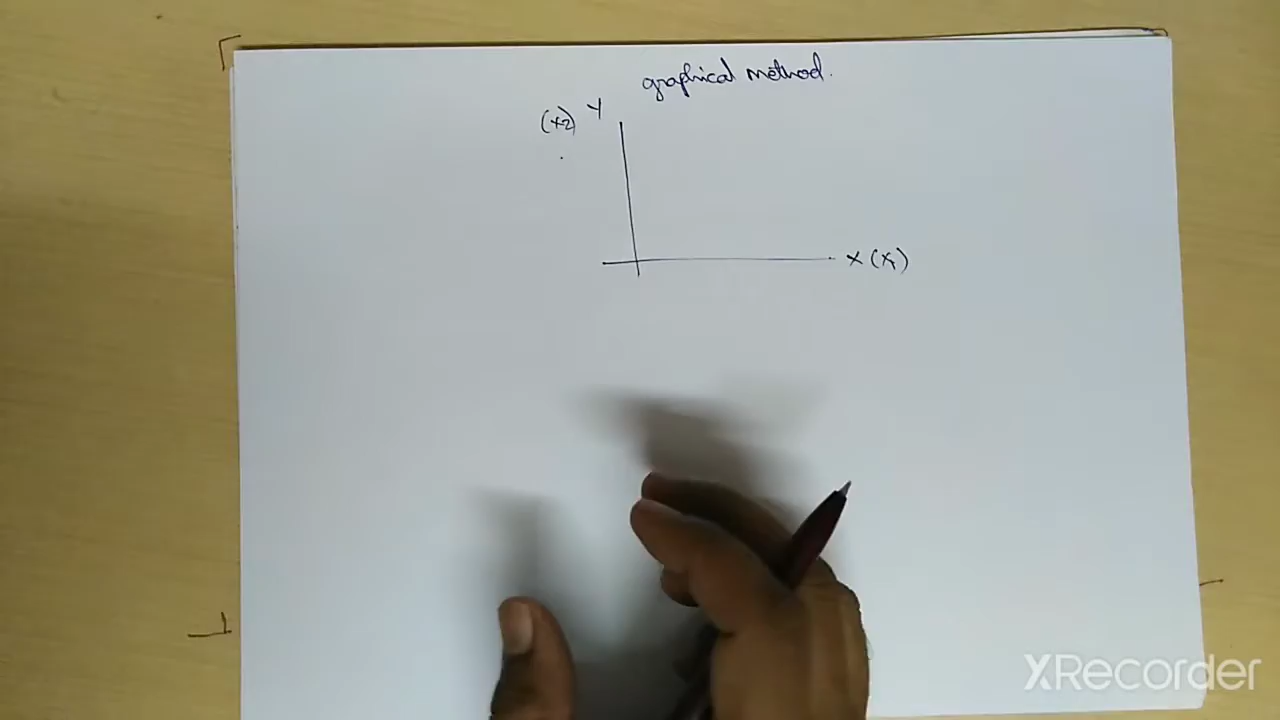 graphical method.
(x2) Y
X (x1)
XRecorder